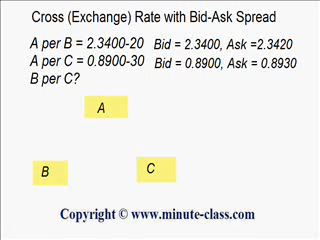 Cross (Exchange) Rate with Bid-Ask Spread
A per B = 2.3400-20 Bid = 2.3400, Ask =2.3420
A per C = 0.8900-30 Bid = 0.8900, Ask = 0.8930
B per C?
A
B C
Copyright © www.minute-class.com